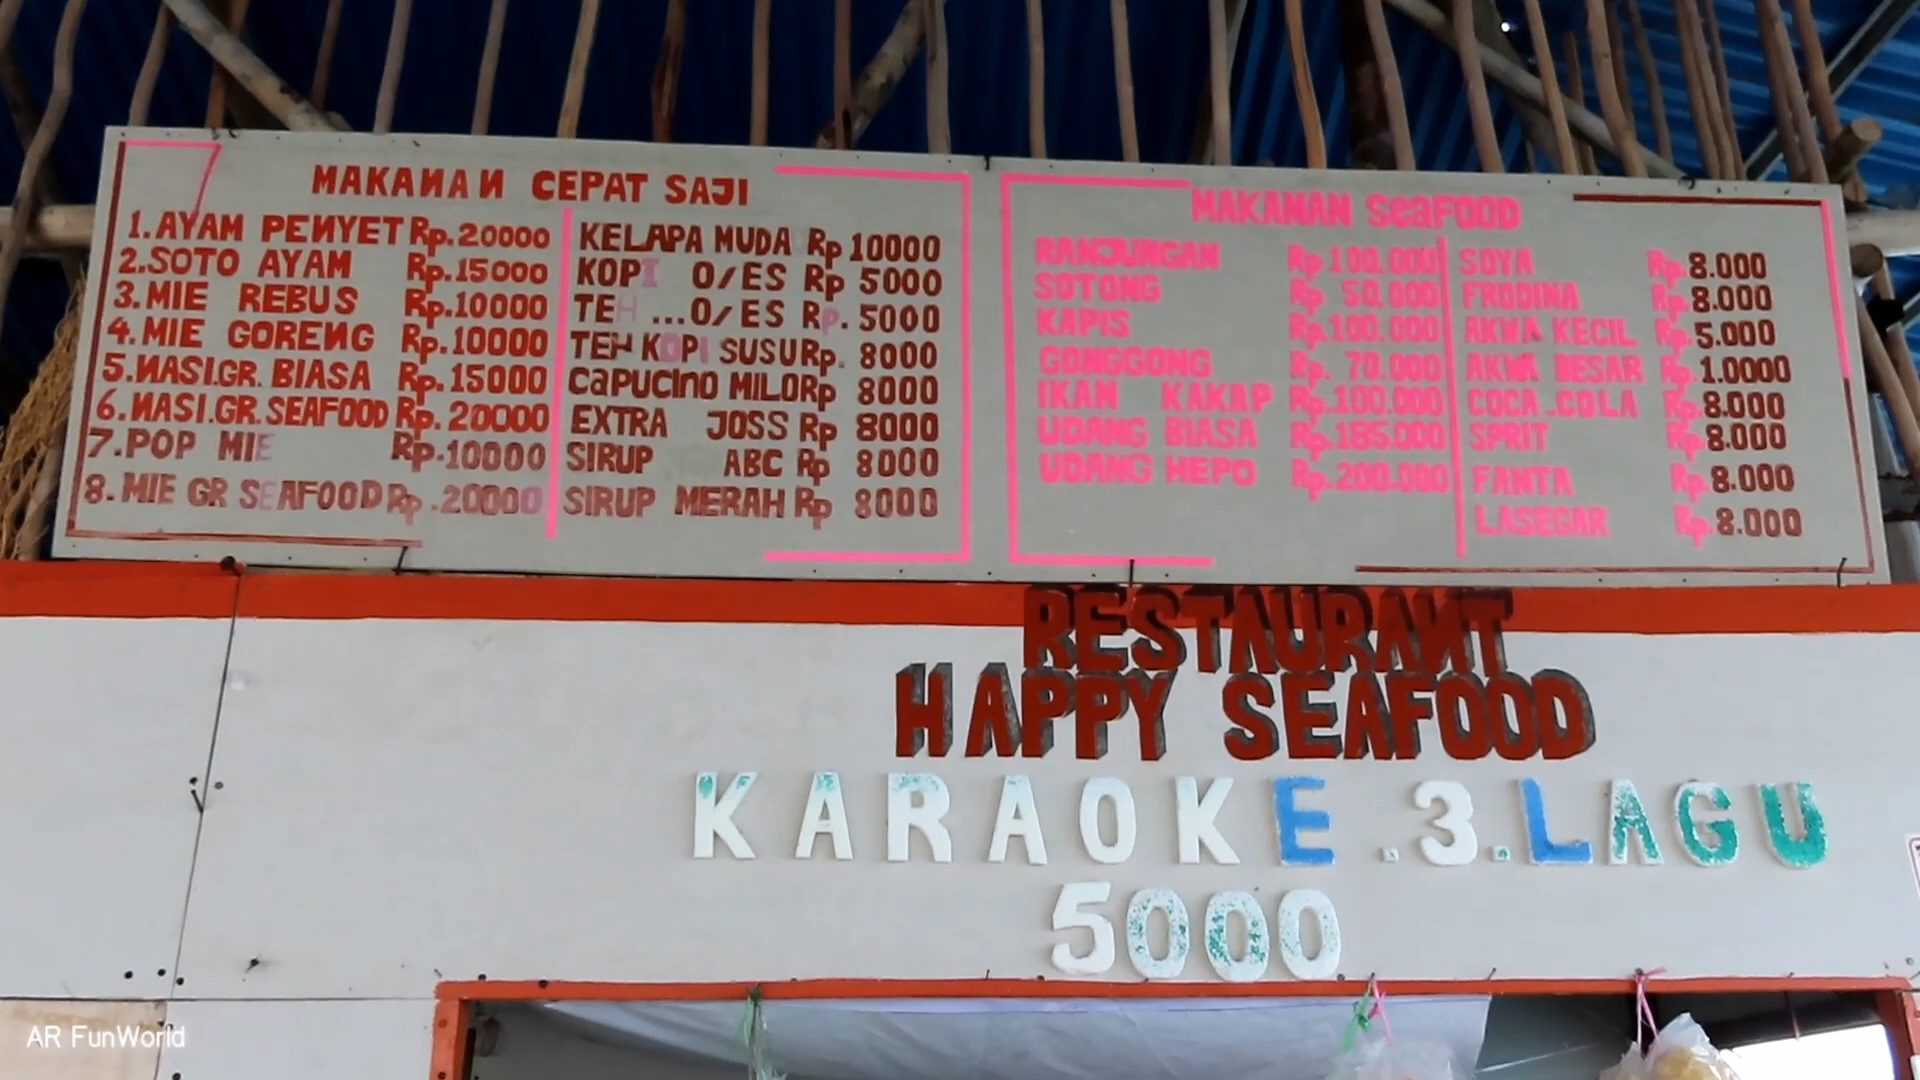 MAKANAN CEPAT SAJI
1.AYAM PENYET Rp.20000
2.SOTO AYAM Rp.15000
3.MIE REBUS Rp.10000
4.MIE GORENG Rp.10000
5.NASI.GR. BIASA Rp.15000
6.NASI.GR.SEAFOOD Rp.20000
7.POP MIE Rp.10000
8.MIE GR SEAFOOD Rp.20000
KELAPA MUDA Rp 10000
KOPI O/ES Rp 5000
TEH ...O/ES Rp. 5000
TEH KOPI SUSU Rp. 8000
CaPUCInO MILO Rp 8000
EXTRA JOSS Rp 8000
SIRUP ABC Rp 8000
SIRUP MERAH Rp 8000
MAKANAN SeaFOOD
RANJUNGAN Rp 100.000
SOTONG Rp 50.000
KAPIS Rp.100.000
GONGGONG Rp. 70.000
IKAN KAKAP Rp.100.000
UDANG BIASA Rp.185.000
UDANG HEPO Rp.200.000
SOYA Rp.8.000
FRODINA Rp.8.000
AKWA KECIL Rp.5.000
AKWA BESAR Rp.1.0000
COCA.COLA Rp.8.000
SPRIT Rp.8.000
FANTA Rp.8.000
LASEGAR Rp.8.000
RESTAURANT
HAPPY SEAFOOD
KARAOKE.3.LAGU
5000
AR FunWorld